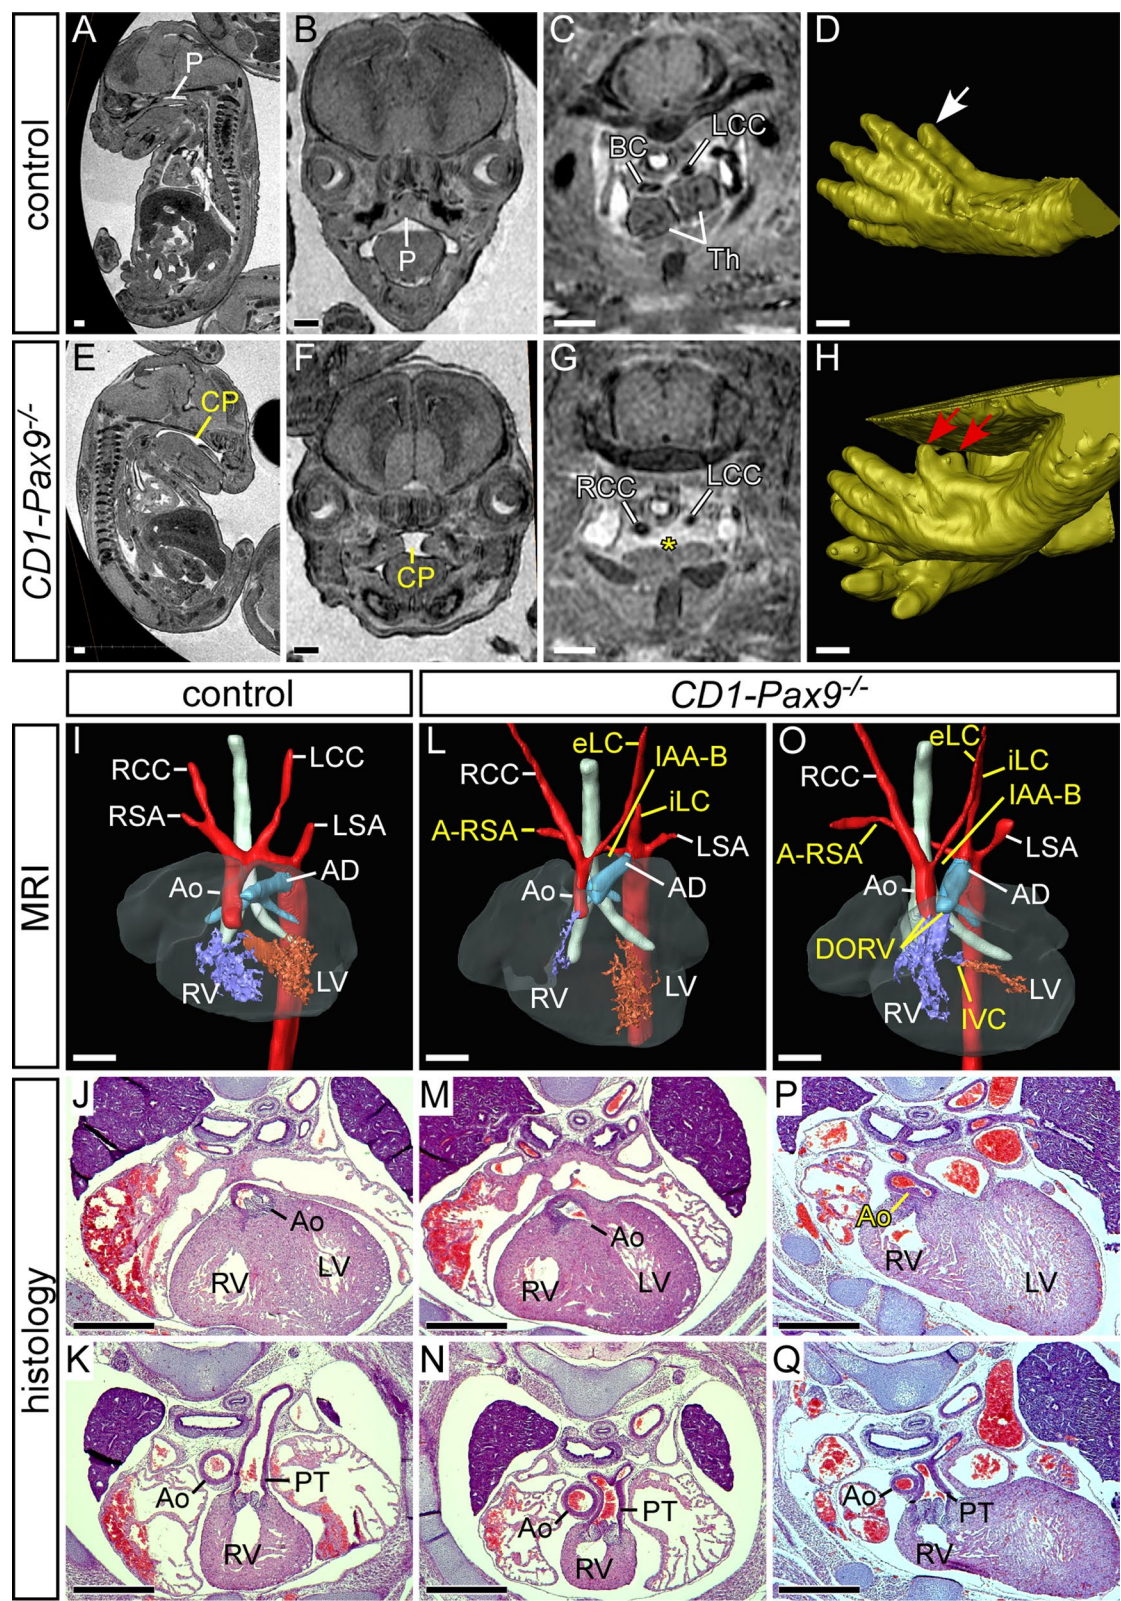 control
A
P
B
P
C
BC
LCC
Th
D
CD1-Pax9-/-
E
CP
F
CP
G
RCC
LCC
*
H
control
CD1-Pax9-/-
MRI
I
RCC
LCC
RSA
LSA
AD
Ao
RV
LV
L
eLC
IAA-B
RCC
iLC
A-RSA
LSA
Ao
AD
RV
LV
O
eLC
RCC
iLC
IAA-B
A-RSA
LSA
Ao
AD
DORV
RV
LV
IVC
histology
J
Ao
RV
LV
M
Ao
RV
LV
P
Ao
RV
LV
K
Ao
PT
RV
N
Ao
PT
RV
Q
Ao
PT
RV